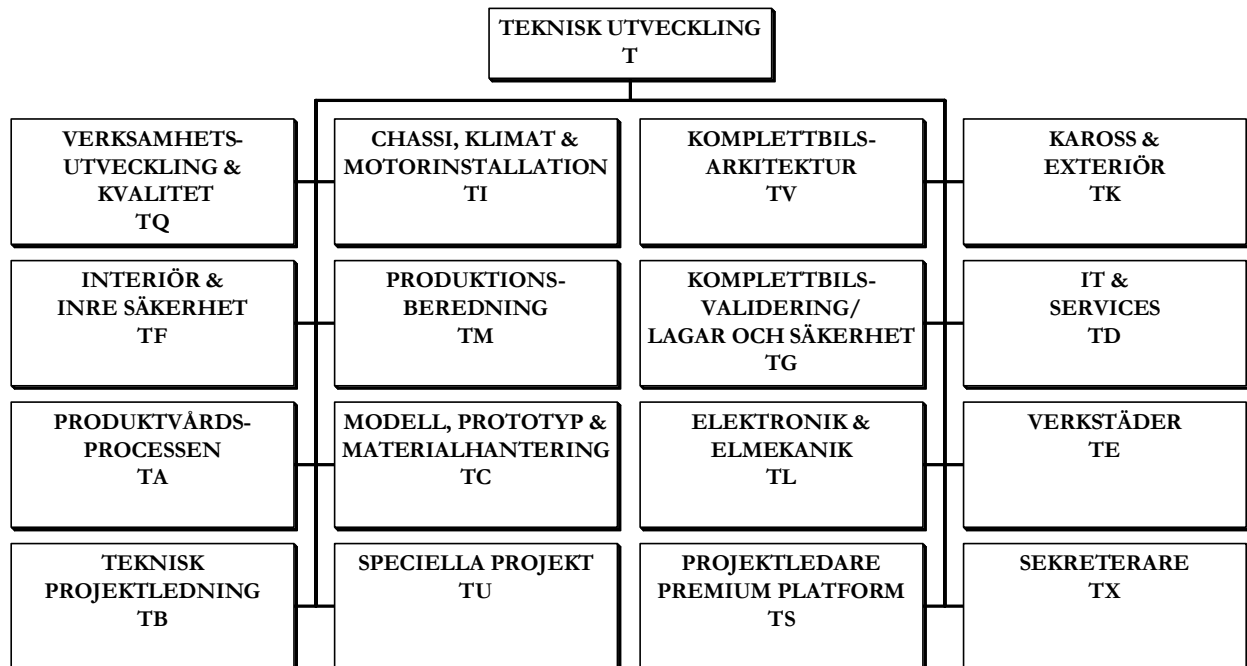 TEKNISK UTVECKLING
T
VERKSAMHETS-
UTVECKLING &
KVALITET
TQ
CHASSI, KLIMAT &
MOTORINSTALLATION
TI
KOMPLETTBILS-
ARKITEKTUR
TV
KAROSS &
EXTERIÖR
TK
INTERIÖR &
INRE SÄKERHET
TF
PRODUKTIONS-
BEREDNING
TM
KOMPLETTBILS-
VALIDERING/
LAGAR OCH SÄKERHET
TG
IT &
SERVICES
TD
PRODUKTVÅRDS-
PROCESSEN
TA
MODELL, PROTOTYP &
MATERIALHANTERING
TC
ELEKTRONIK &
ELMEKANIK
TL
VERKSTÄDER
TE
TEKNISK
PROJEKTLEDNING
TB
SPECIELLA PROJEKT
TU
PROJEKTLEDARE
PREMIUM PLATFORM
TS
SEKRETERARE
TX